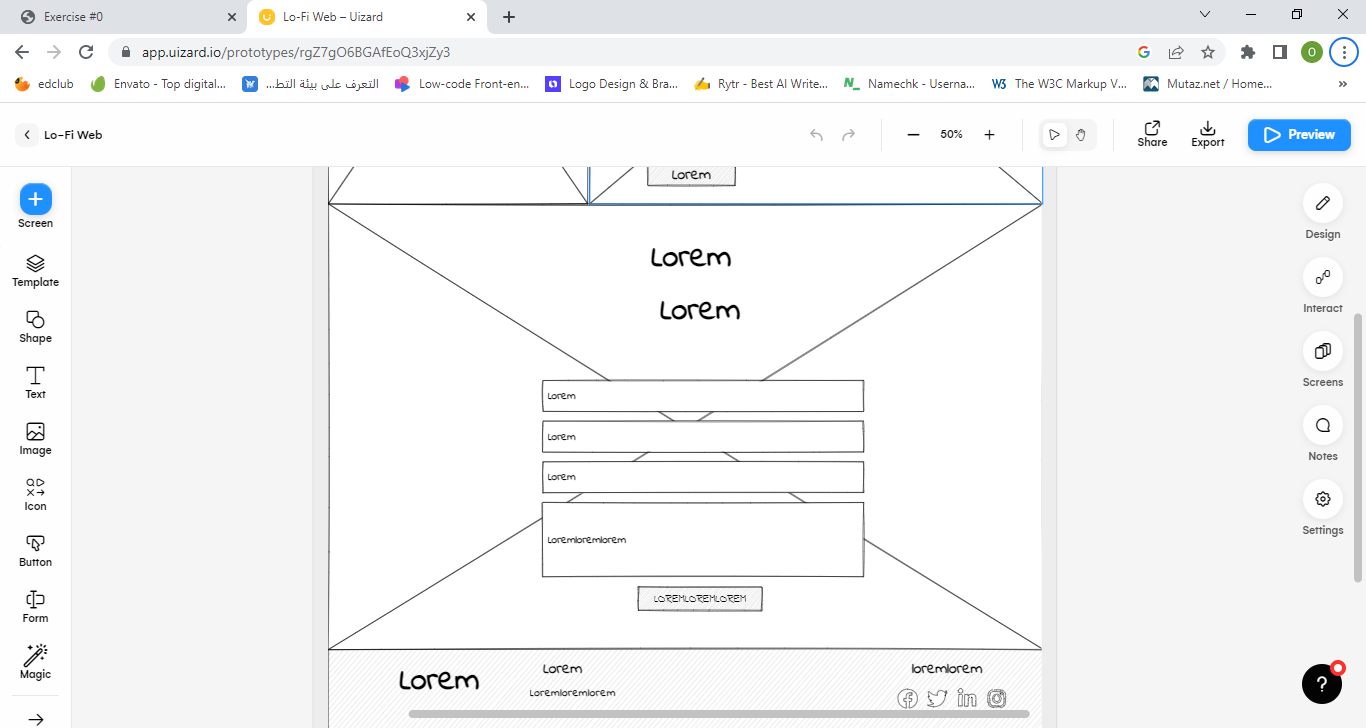 Exercise #0
Lo-Fi Web – Uizard
app.uizard.io/prototypes/rgZ7gO6BGAfEoQ3xjZy3
O
edclub
Envato - Top digital...
التعرف على بيئة التط...
Low-code Front-en...
Logo Design & Bra...
Rytr - Best AI Write...
Namechk - Userna...
The W3C Markup V...
Mutaz.net / Home...
»
Lo-Fi Web
50%
Share
Export
Preview
Screen
Template
Shape
Text
Image
Icon
Button
Form
Magic
Lorem
Lorem
Lorem
Lorem
Lorem
Lorem
Loremloremlorem
LOREMLOREMLOREM
Lorem
Lorem
Loremloremlorem
loremlorem
Design
Interact
Screens
Notes
Settings
?